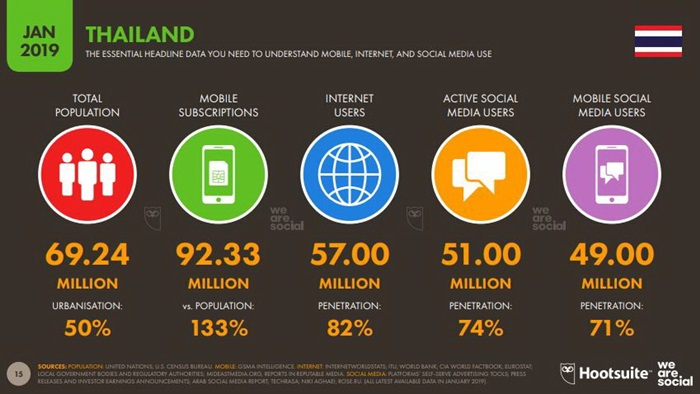 JAN
2019
THAILAND
THE ESSENTIAL HEADLINE DATA YOU NEED TO UNDERSTAND MOBILE, INTERNET, AND SOCIAL MEDIA USE
TOTAL
POPULATION
69.24
MILLION
URBANISATION:
50%
MOBILE
SUBSCRIPTIONS
92.33
MILLION
vs. POPULATION:
133%
INTERNET
USERS
57.00
MILLION
PENETRATION:
82%
ACTIVE SOCIAL
MEDIA USERS
51.00
MILLION
PENETRATION:
74%
MOBILE SOCIAL
MEDIA USERS
49.00
MILLION
PENETRATION:
71%
we
are
social
we
are
social
15
SOURCES: POPULATION: UNITED NATIONS; U.S. CENSUS BUREAU. MOBILE: GSMA INTELLIGENCE. INTERNET: INTERNETWORLDSTATS; ITU; WORLD BANK; CIA WORLD FACTBOOK; EUROSTAT;
LOCAL GOVERNMENT BODIES AND REGULATORY AUTHORITIES; MIDEASTMEDIA.ORG; REPORTS IN REPUTABLE MEDIA. SOCIAL MEDIA: PLATFORMS' SELF-SERVE ADVERTISING TOOLS; PRESS
RELEASES AND INVESTOR EARNINGS ANNOUNCEMENTS; ARAB SOCIAL MEDIA REPORT; TECHRASA; NIKI AGHAEI; ROSE.RU. (ALL LATEST AVAILABLE DATA IN JANUARY 2019).
Hootsuite™
we
are
social